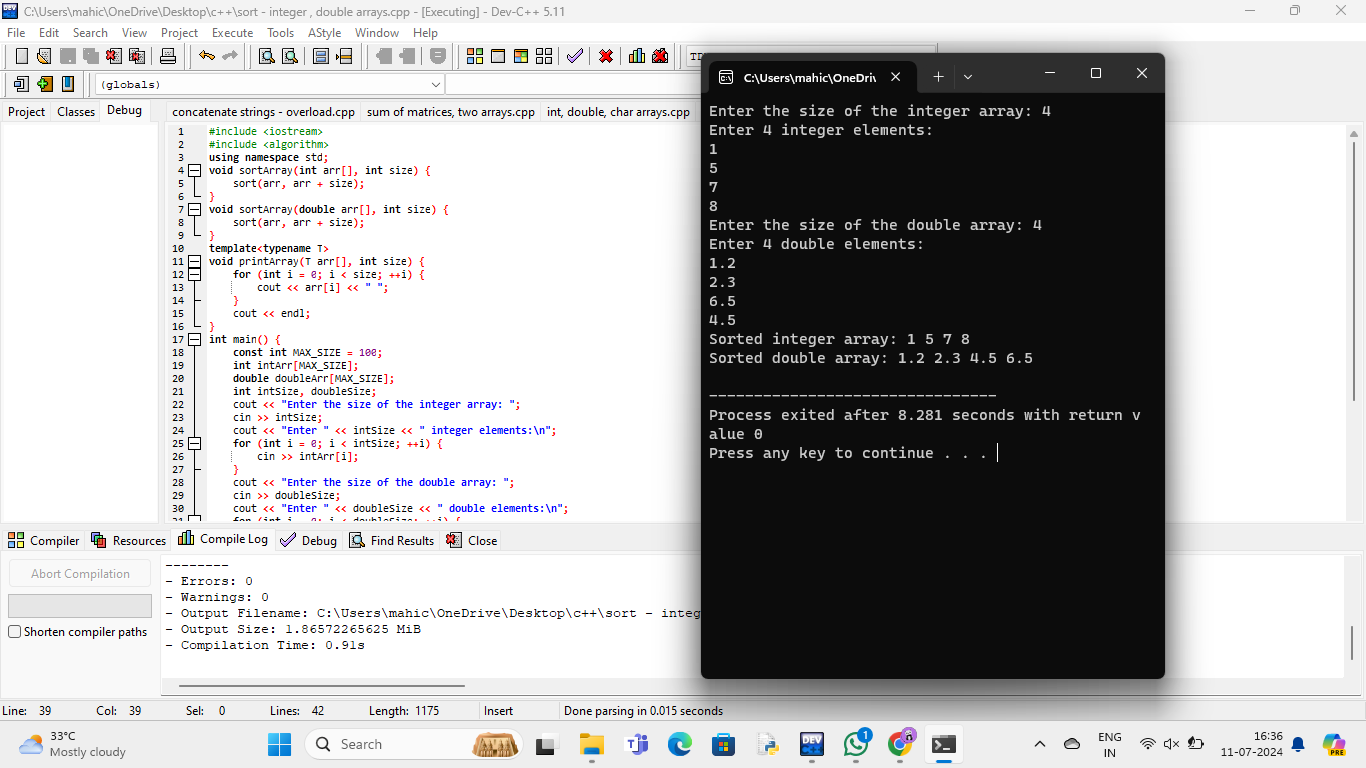 C:\Users\mahic\OneDrive\Desktop\c++\sort - integer , double arrays.cpp - [Executing] - Dev-C++ 5.11
File Edit Search View Project Execute Tools AStyle Window Help
(globals)
Project Classes Debug
concatenate strings - overload.cpp sum of matrices, two arrays.cpp int, double, char arrays.cpp
1 #include <iostream>
2 #include <algorithm>
3 using namespace std;
4 void sortArray(int arr[], int size) {
5 sort(arr, arr + size);
6 }
7 void sortArray(double arr[], int size) {
8 sort(arr, arr + size);
9 }
10 template<typename T>
11 void printArray(T arr[], int size) {
12 for (int i = 0; i < size; ++i) {
13 cout << arr[i] << " ";
14 }
15 cout << endl;
16 }
17 int main() {
18 const int MAX_SIZE = 100;
19 int intArr[MAX_SIZE];
20 double doubleArr[MAX_SIZE];
21 int intSize, doubleSize;
22 cout << "Enter the size of the integer array: ";
23 cin >> intSize;
24 cout << "Enter " << intSize << " integer elements:\n";
25 for (int i = 0; i < intSize; ++i) {
26 cin >> intArr[i];
27 }
28 cout << "Enter the size of the double array: ";
29 cin >> doubleSize;
30 cout << "Enter " << doubleSize << " double elements:\n";
31 for (int i = 0; i < doubleSize; ++i) {
C:\Users\mahic\OneDri
Enter the size of the integer array: 4
Enter 4 integer elements:
1
5
7
8
Enter the size of the double array: 4
Enter 4 double elements:
1.2
2.3
6.5
4.5
Sorted integer array: 1 5 7 8
Sorted double array: 1.2 2.3 4.5 6.5
--------------------------------
Process exited after 8.281 seconds with return v
alue 0
Press any key to continue . . .
Compiler Resources Compile Log Debug Find Results Close
Abort Compilation
Shorten compiler paths
--------
- Errors: 0
- Warnings: 0
- Output Filename: C:\Users\mahic\OneDrive\Desktop\c++\sort - integ
- Output Size: 1.86572265625 MiB
- Compilation Time: 0.91s
Line: 39 Col: 39 Sel: 0 Lines: 42 Length: 1175 Insert Done parsing in 0.015 seconds
33°C
Mostly cloudy
Search
DEV
1
ENG
IN
16:36
11-07-2024
PRE